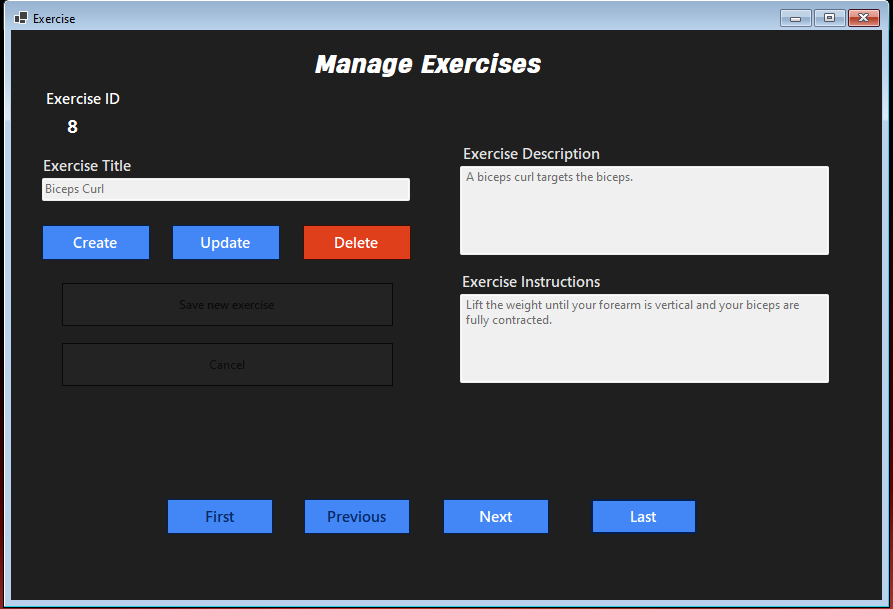 Exercise
Manage Exercises
Exercise ID
8
Exercise Title
Biceps Curl
Create
Update
Delete
Save new exercise
Cancel
Exercise Description
A biceps curl targets the biceps.
Exercise Instructions
Lift the weight until your forearm is vertical and your biceps are
fully contracted.
First
Previous
Next
Last